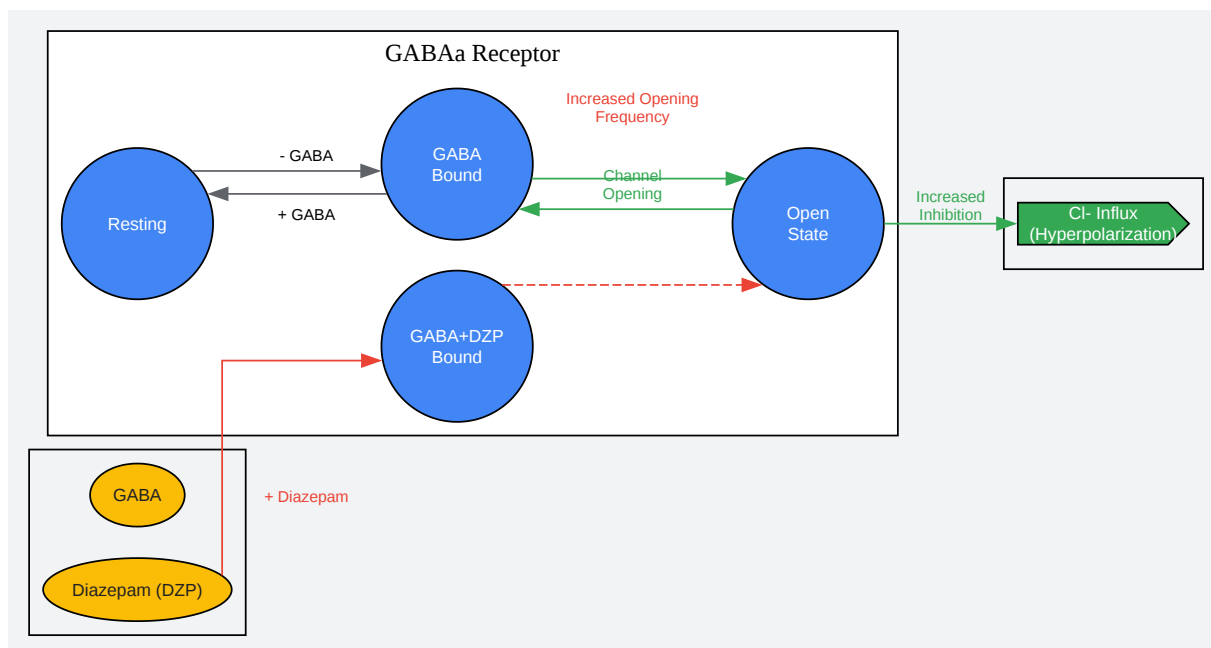 GABAa Receptor
Increased Opening
Frequency
- GABA
GABA
Bound
Channel
Opening
+ GABA
Resting
Open
State
Increased
Inhibition
Cl- Influx
(Hyperpolarization)
GABA+DZP
Bound
GABA
+ Diazepam
Diazepam (DZP)